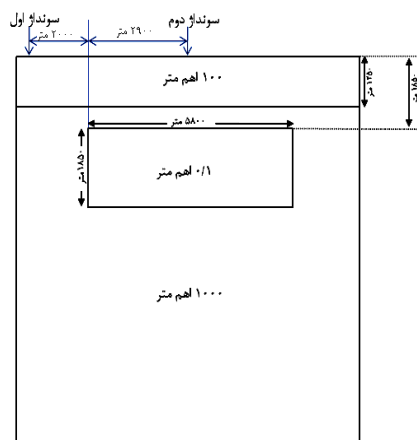 سونداژ اول
سونداژ دوم
۲۰۰۰ متر
۲۹۰۰ متر
۱۰۰ اهم متر
۱۲۵۰ متر
۱۸۵۰ متر
۵۸۰۰ متر
۱۸۵۰ متر
۰/۱ اهم متر
۱۰۰۰ اهم متر